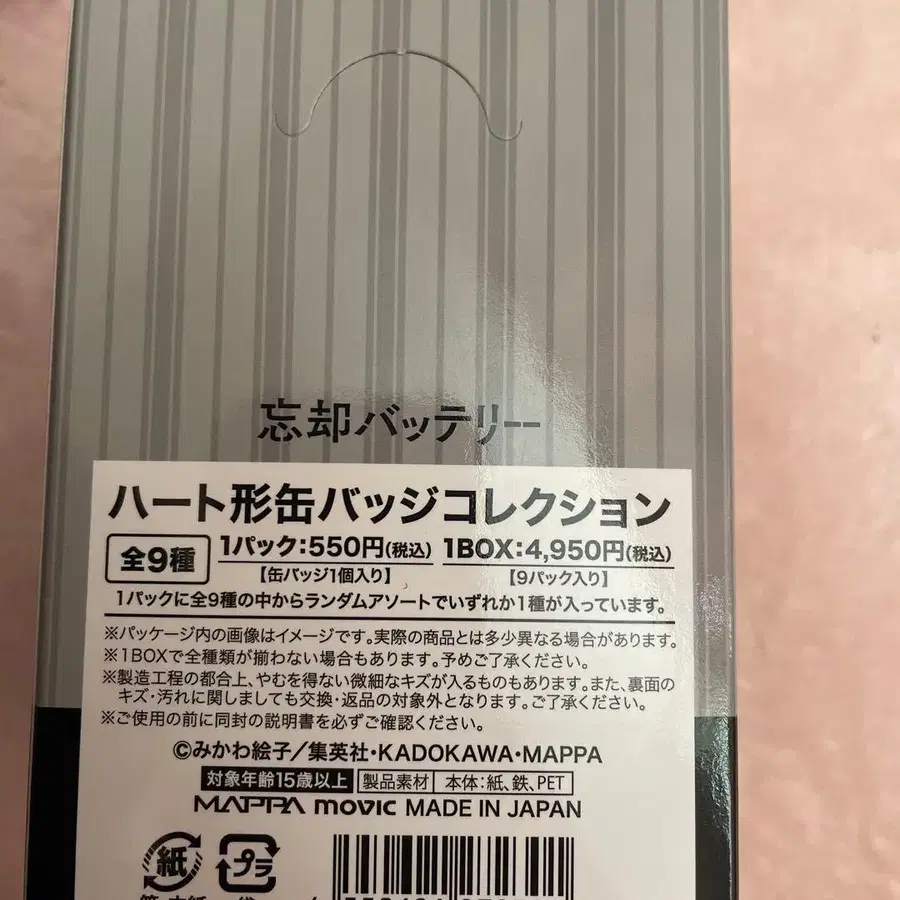 忘却バッテリー
ハート形缶バッジコレクション
全9種 1パック:550円(税込) 1BOX:4,950円(税込)
【缶バッジ1個入り】 【9パック入り】
1パックに全9種の中からランダムアソートでいずれか1種が入っています。
※パッケージ内の画像はイメージです。実際の商品とは多少異なる場合があります。
※1BOXで全種類が揃わない場合もあります。予めご了承ください。
※製造工程の都合上、やむを得ない微細なキズが入るものもあります。また、裏面の
キズ・汚れに関しましても交換・返品の対象外となります。ご了承ください。
※ご使用の前に同封の説明書を必ずご確認ください。
©みかわ絵子/集英社・KADOKAWA・MAPPA
対象年齢15歳以上 製品素材 本体:紙、鉄、PET
MAPPA movic MADE IN JAPAN
紙 プラ